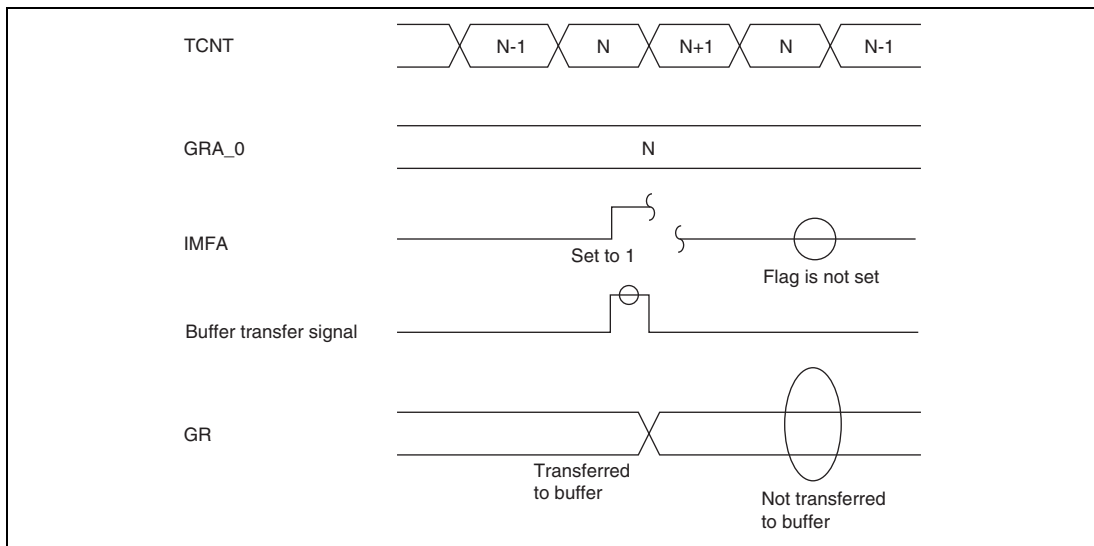 TCNT
N-1
N
N+1
N
N-1
GRA_0
N
IMFA
Set to 1
Flag is not set
Buffer transfer signal
GR
Transferred
to buffer
Not transferred
to buffer